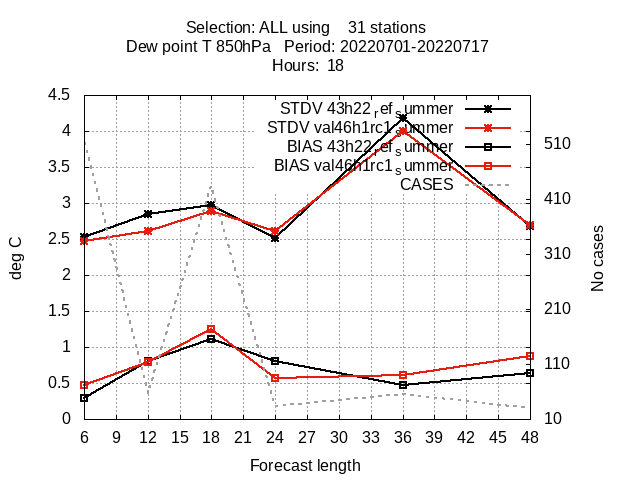 Selection: ALL using 31 stations
Dew point T 850hPa Period: 20220701-20220717
Hours: 18
STDV 43h22_ref_summer
STDV val46h1rc1_summer
BIAS 43h22_ref_summer
BIAS val46h1rc1_summer
CASES
4.5
4
3.5
3
2.5
2
1.5
1
0.5
0
510
410
310
210
110
10
deg C
No cases
6 9 12 15 18 21 24 27 30 33 36 39 42 45 48
Forecast length